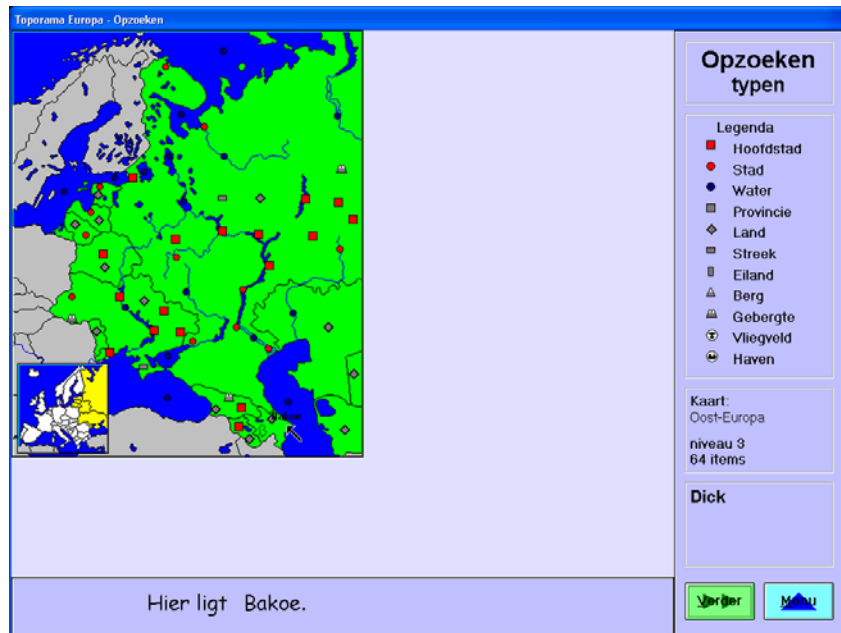 Toporama Europa - Opzoeken
Opzoeken
typen
Legenda
Hoofdstad
Stad
Water
Provincie
Land
Streek
Eiland
Berg
Gebergte
Vliegveld
Haven
Kaart:
Oost-Europa
niveau 3
64 items
Dick
Bakoe
Hier ligt Bakoe.
Verder
Menu